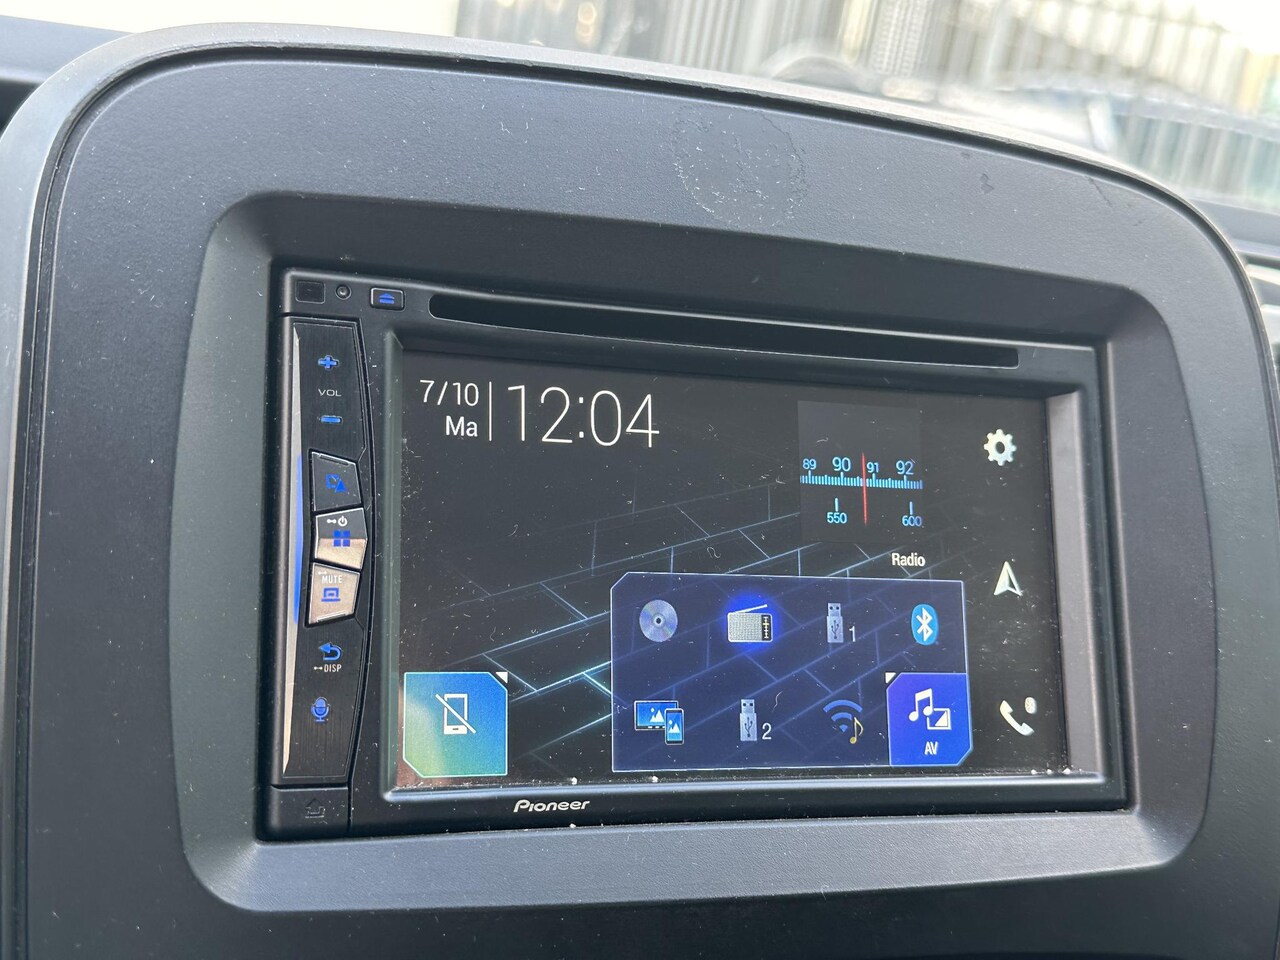 VOL
MUTE
DISP
7/10
Ma
12:04
89 90 91 92
550 600
Radio
1
2
AV
Pioneer